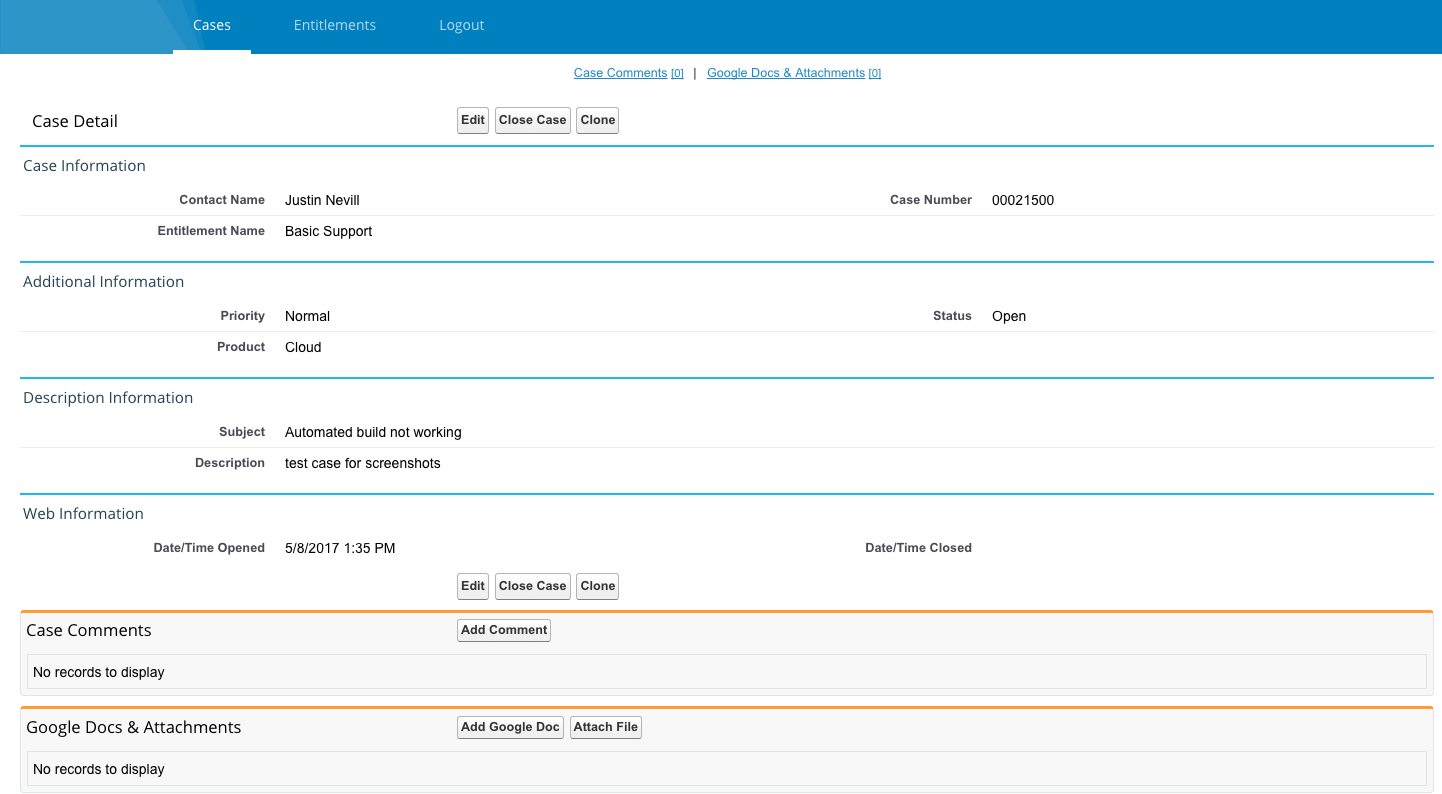 Cases Entitlements Logout
Case Comments [0] | Google Docs & Attachments [0]
Case Detail Edit Close Case Clone
Case Information
Contact Name Justin Nevill Case Number 00021500
Entitlement Name Basic Support
Additional Information
Priority Normal Status Open
Product Cloud
Description Information
Subject Automated build not working
Description test case for screenshots
Web Information
Date/Time Opened 5/8/2017 1:35 PM Date/Time Closed
Edit Close Case Clone
Case Comments Add Comment
No records to display
Google Docs & Attachments Add Google Doc Attach File
No records to display